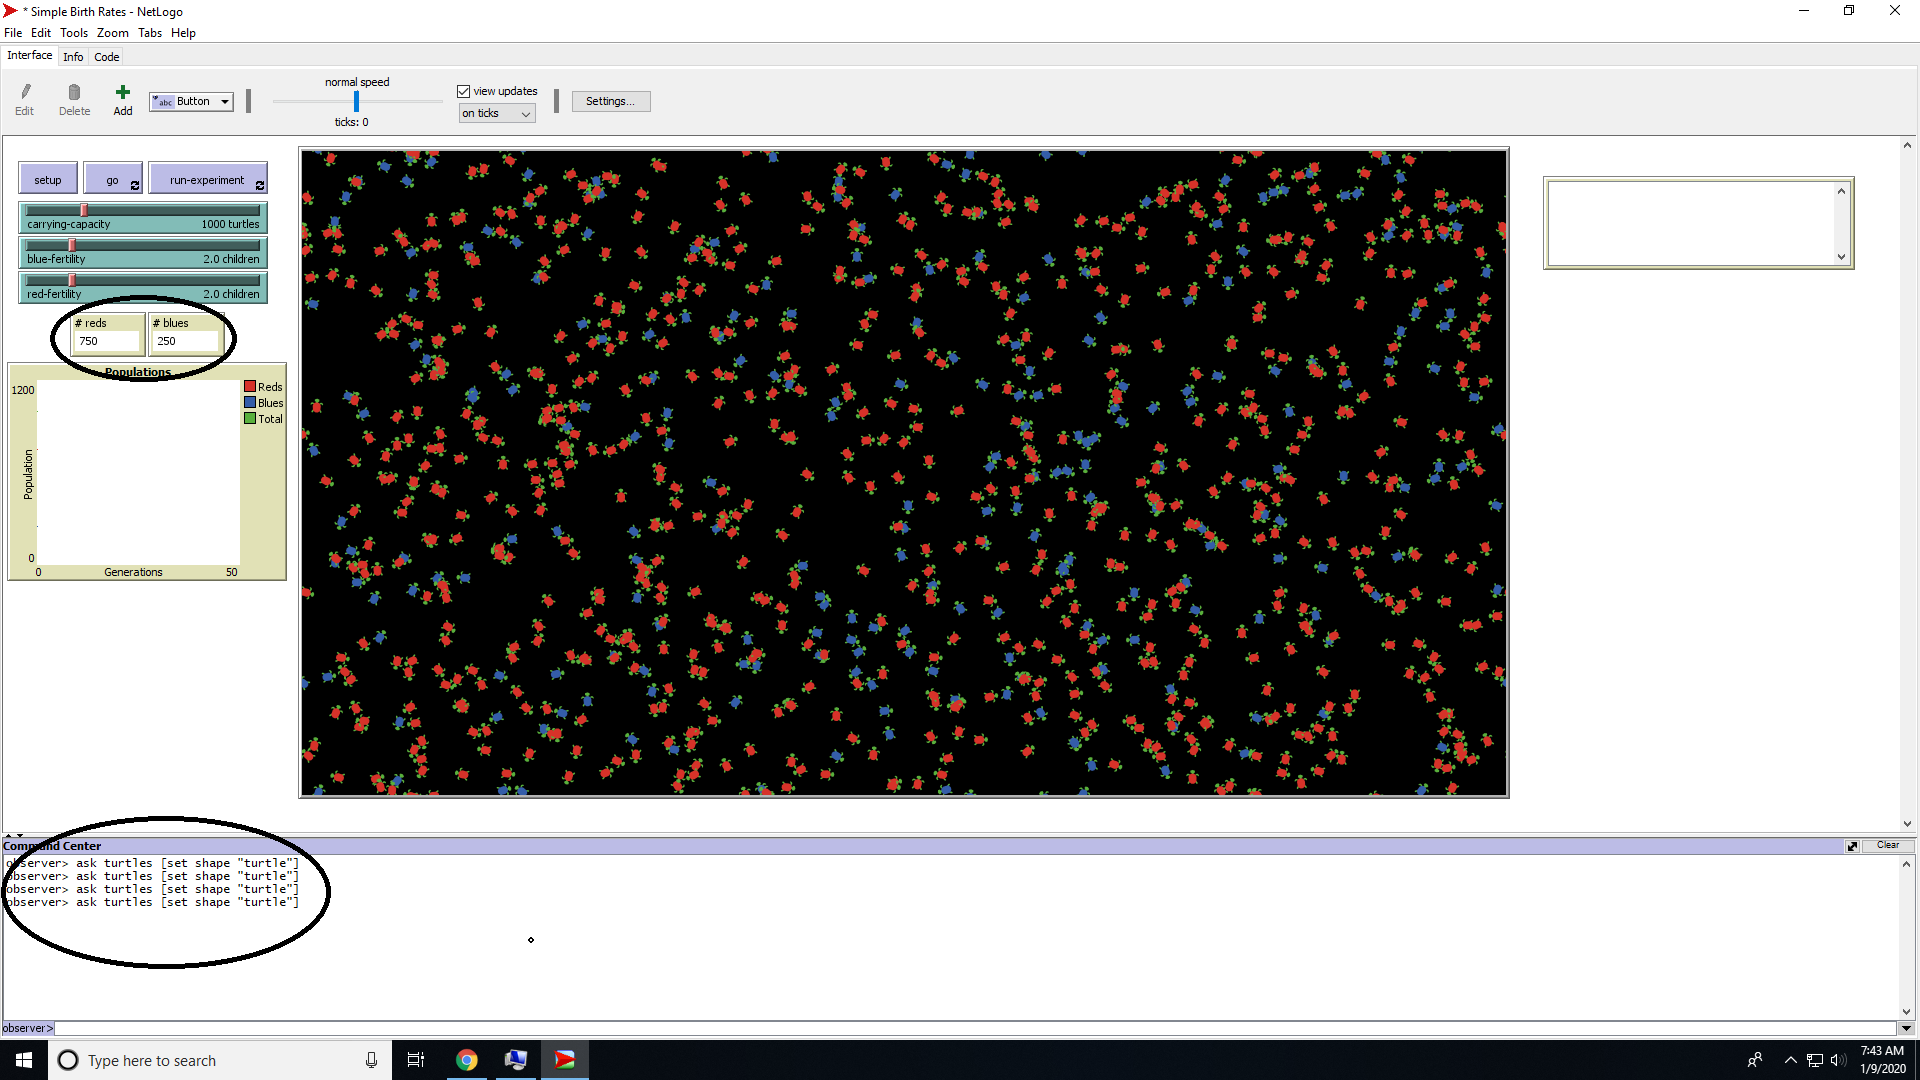 * Simple Birth Rates - NetLogo
File Edit Tools Zoom Tabs Help
Interface Info Code
Edit Delete Add abc Button normal speed ticks: 0 view updates on ticks Settings...
setup go run-experiment
carrying-capacity 1000 turtles
blue-fertility 2.0 children
red-fertility 2.0 children
# reds # blues
750 250
Populations
1200
Population
0
0 Generations 50
Reds
Blues
Total
Command Center Clear
observer> ask turtles [set shape "turtle"]
observer> ask turtles [set shape "turtle"]
observer> ask turtles [set shape "turtle"]
observer> ask turtles [set shape "turtle"]
observer>
Type here to search
7:43 AM
1/9/2020